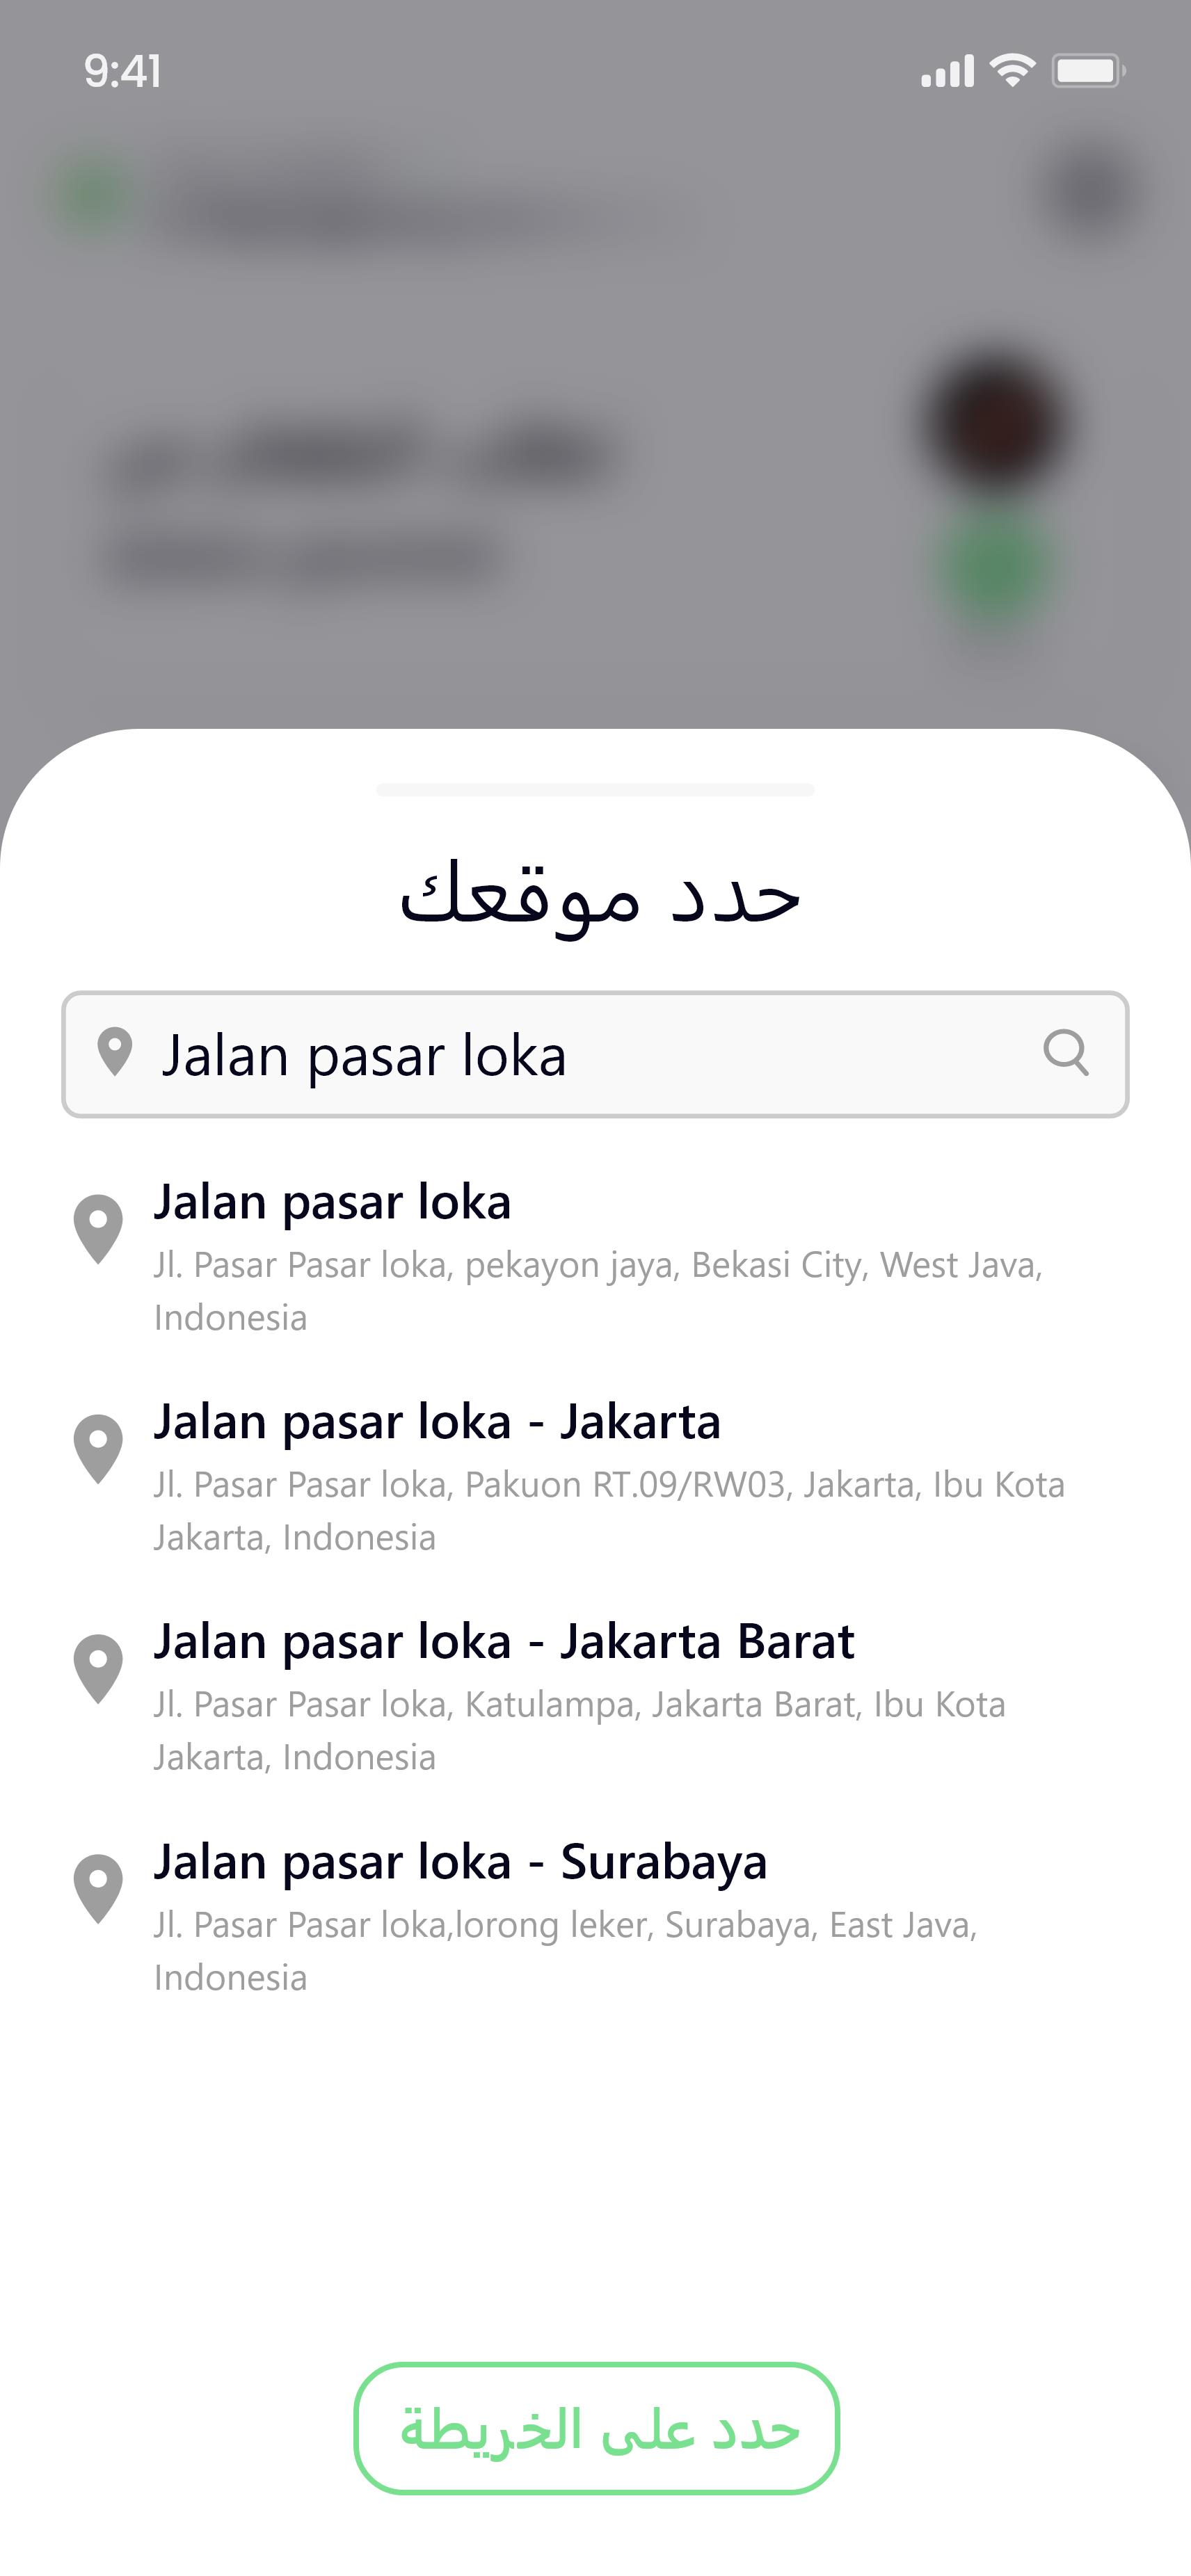 9:41
حدد موقعك
Jalan pasar loka
Jalan pasar loka
Jl. Pasar Pasar loka, pekayon jaya, Bekasi City, West Java,
Indonesia
Jalan pasar loka - Jakarta
Jl. Pasar Pasar loka, Pakuon RT.09/RW03, Jakarta, Ibu Kota
Jakarta, Indonesia
Jalan pasar loka - Jakarta Barat
Jl. Pasar Pasar loka, Katulampa, Jakarta Barat, Ibu Kota
Jakarta, Indonesia
Jalan pasar loka - Surabaya
Jl. Pasar Pasar loka,lorong leker, Surabaya, East Java,
Indonesia
حدد على الخريطة